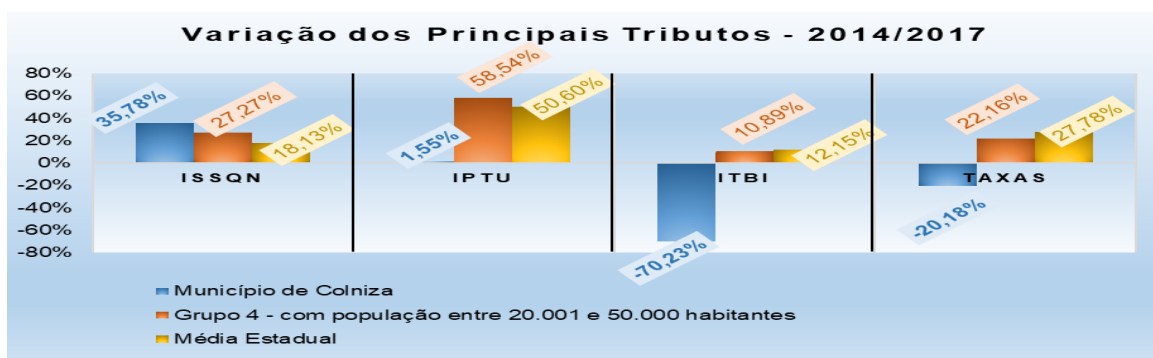 Variação dos Principais Tributos - 2014/2017
80%
60%
40%
20%
0%
-20%
-40%
-60%
-80%
35,78%
27,27%
18,13%
ISSQN
1,55%
58,54%
50,60%
IPTU
-70,23%
10,89%
12,15%
ITBI
-20,18%
22,16%
27,78%
TAXAS
Município de Colniza
Grupo 4 - com população entre 20.001 e 50.000 habitantes
Média Estadual